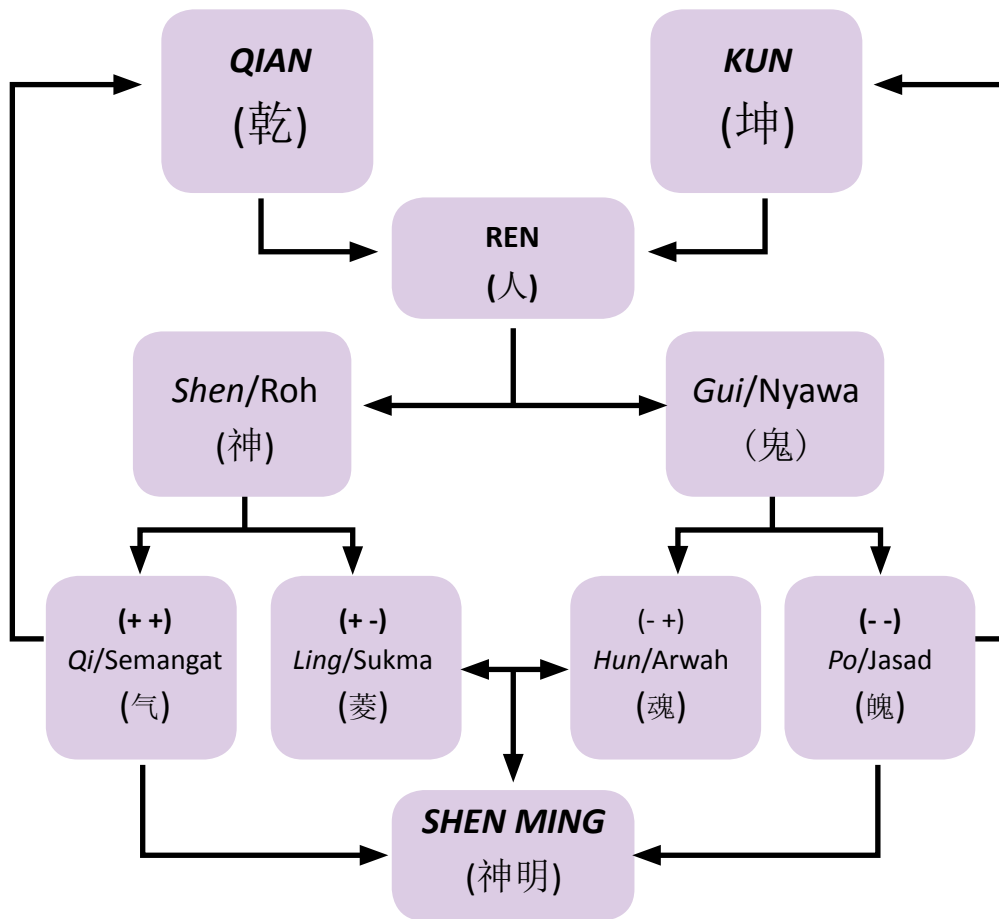 QIAN
(乾)
KUN
(坤)
REN
(人)
Shen/Roh
(神)
Gui/Nyawa
（鬼）
(+ +)
Qi/Semangat
(气)
(+ -)
Ling/Sukma
(菱)
(- +)
Hun/Arwah
(魂)
(- -)
Po/Jasad
(魄)
SHEN MING
(神明)